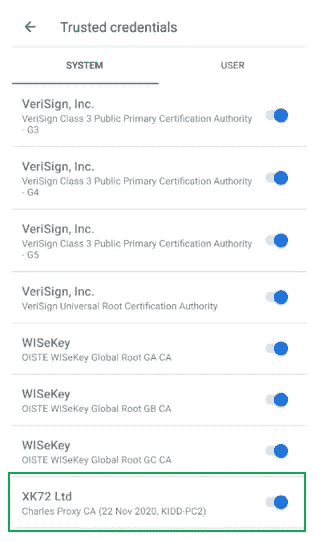 Trusted credentials
SYSTEM USER
VeriSign, Inc.
VeriSign Class 3 Public Primary Certification Authority
- G3
VeriSign, Inc.
VeriSign Class 3 Public Primary Certification Authority
- G4
VeriSign, Inc.
VeriSign Class 3 Public Primary Certification Authority
- G5
VeriSign, Inc.
VeriSign Universal Root Certification Authority
WISeKey
OISTE WISeKey Global Root GA CA
WISeKey
OISTE WISeKey Global Root GB CA
WISeKey
OISTE WISeKey Global Root GC CA
XK72 Ltd
Charles Proxy CA (22 Nov 2020, KIDD-PC2)